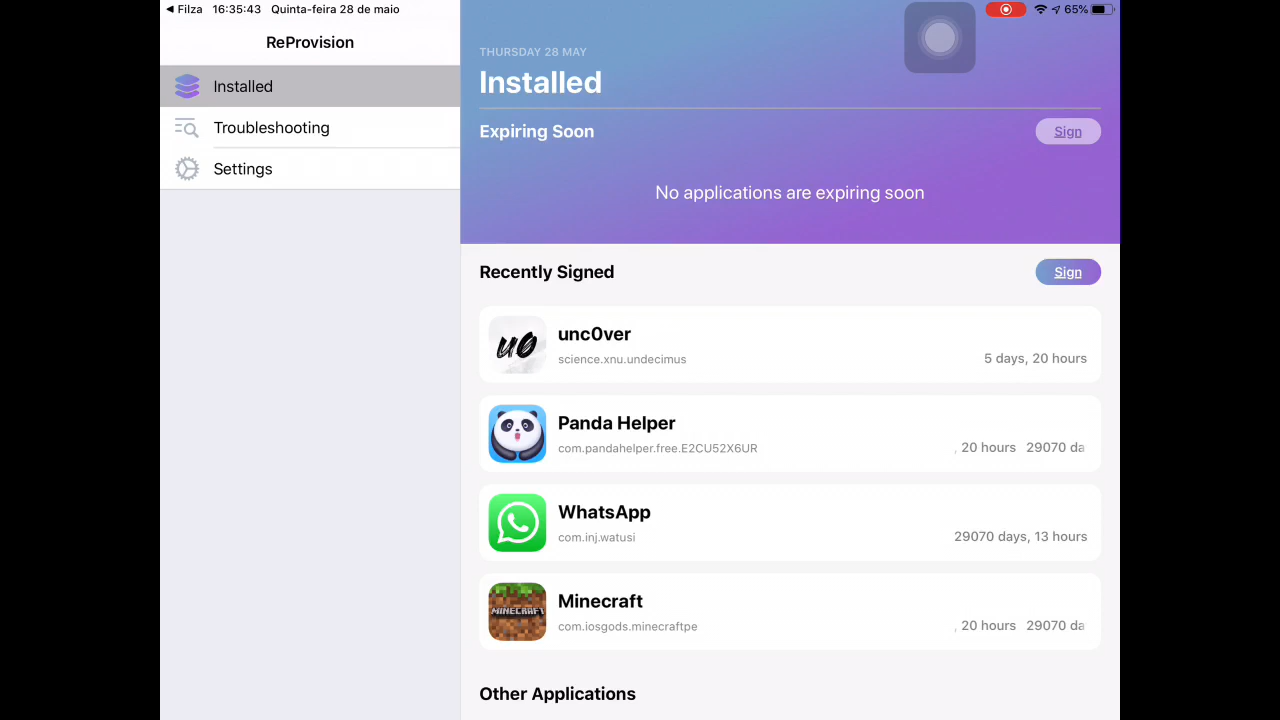 ◀ Filza 16:35:43 Quinta-feira 28 de maio
65%
ReProvision
Installed
Troubleshooting
Settings
THURSDAY 28 MAY
Installed
Expiring Soon
Sign
No applications are expiring soon
Recently Signed
Sign
u0
unc0ver
science.xnu.undecimus
5 days, 20 hours
Panda Helper
com.pandahelper.free.E2CU52X6UR
, 20 hours 29070 da
WhatsApp
com.inj.watusi
29070 days, 13 hours
MINECRAFT
Minecraft
com.iosgods.minecraftpe
, 20 hours 29070 da
Other Applications